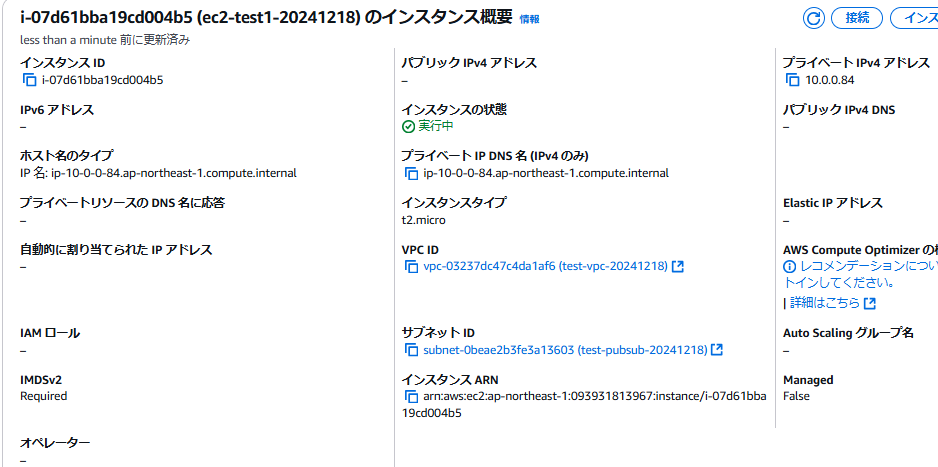 i-07d61bba19cd004b5 (ec2-test1-20241218) のインスタンス概要 情報
接続
インス
less than a minute 前に更新済み
インスタンス ID
i-07d61bba19cd004b5
パブリック IPv4 アドレス
–
プライベート IPv4 アドレス
10.0.0.84
IPv6 アドレス
–
インスタンスの状態
実行中
パブリック IPv4 DNS
–
ホスト名のタイプ
IP 名: ip-10-0-0-84.ap-northeast-1.compute.internal
プライベート IP DNS 名 (IPv4 のみ)
ip-10-0-0-84.ap-northeast-1.compute.internal
プライベートリソースの DNS 名に応答
–
インスタンスタイプ
t2.micro
Elastic IP アドレス
–
自動的に割り当てられた IP アドレス
–
VPC ID
vpc-03237dc47c4da1af6 (test-vpc-20241218)
AWS Compute Optimizer の
レコメンデーションについ
トインしてください。
| 詳細はこちら
IAM ロール
–
サブネット ID
subnet-0beae2b3fe3a13603 (test-pubsub-20241218)
Auto Scaling グループ名
–
IMDSv2
Required
インスタンス ARN
arn:aws:ec2:ap-northeast-1:093931813967:instance/i-07d61bba
19cd004b5
Managed
False
オペレーター
–